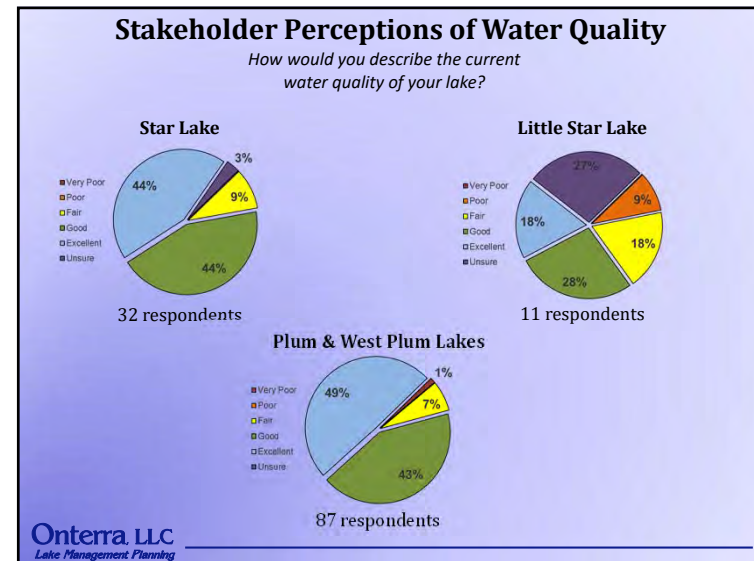 Stakeholder Perceptions of Water Quality
How would you describe the current
water quality of your lake?
Star Lake
Very Poor
Poor
Fair
Good
Excellent
Unsure
44%
3%
9%
44%
32 respondents
Little Star Lake
Very Poor
Poor
Fair
Good
Excellent
Unsure
27%
9%
18%
18%
28%
11 respondents
Plum & West Plum Lakes
Very Poor
Poor
Fair
Good
Excellent
Unsure
49%
1%
7%
43%
87 respondents
Onterra, LLC
Lake Management Planning